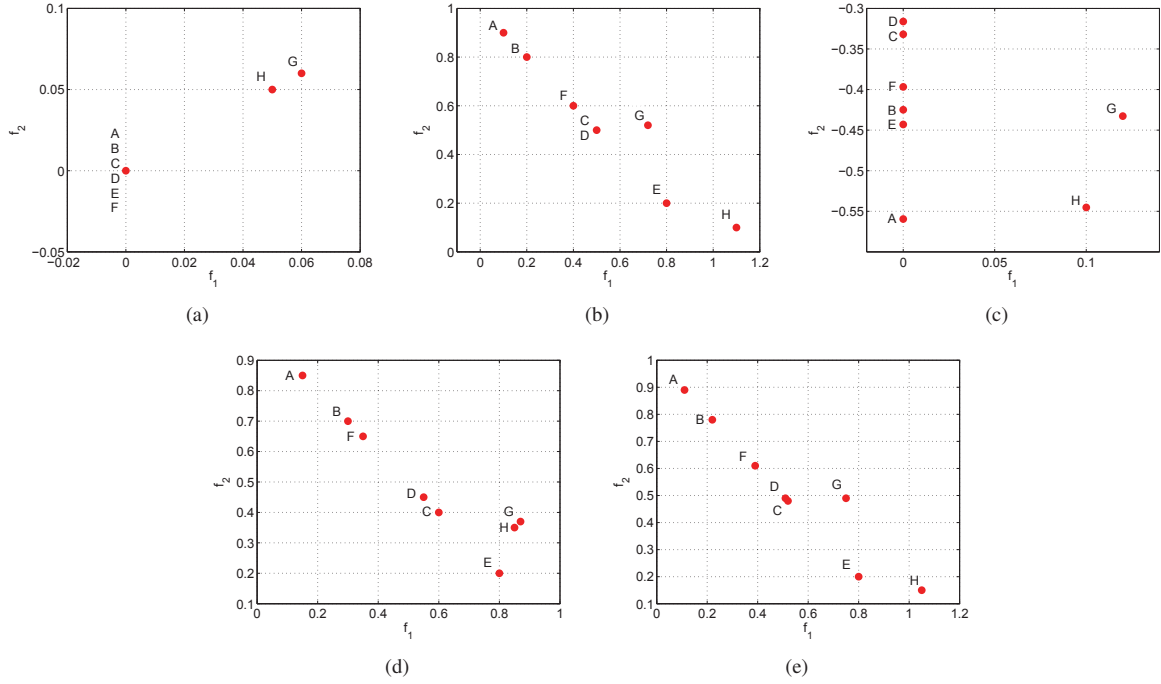 0.1
0.05
0
−0.05
f2
A
B
C
D
E
F
H
G
−0.02 0 0.02 0.04 0.06 0.08
f1
(a)
1
0.8
0.6
0.4
0.2
0
f2
A
B
F
C
D
G
E
H
0 0.2 0.4 0.6 0.8 1 1.2
f1
(b)
−0.3
−0.35
−0.4
−0.45
−0.5
−0.55
f2
D
C
F
B
E
A
G
H
0 0.05 0.1
f1
(c)
0.9
0.8
0.7
0.6
0.5
0.4
0.3
0.2
0.1
f2
A
B
F
D
C
G
H
E
0 0.2 0.4 0.6 0.8 1
f1
(d)
1
0.9
0.8
0.7
0.6
0.5
0.4
0.3
0.2
0.1
f2
A
B
F
D
C
G
E
H
0 0.2 0.4 0.6 0.8 1.0 1.2
f1
(e)